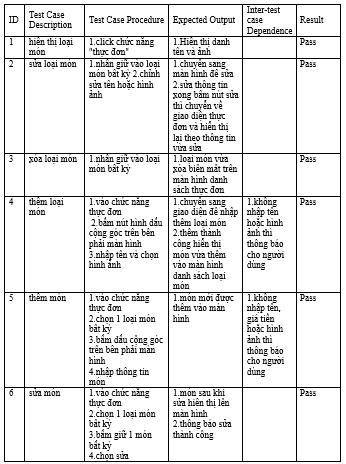 ID
Test Case
Description
Test Case Procedure
Expected Output
Inter-test
case
Dependence
Result
1
hiển thị loại
món
1.click chức năng
"thực đơn"
1.Hiển thị danh
tên và ảnh
Pass
2
sửa loại món
1.nhấn giữ vào loại
món bất kỳ 2.chỉnh
sửa tên hoặc hình
ảnh
1.chuyển sang
màn hình để sửa
2.sửa thông tin
xong bấm nút sửa
thì chuyển về
giao diện thực
đơn và hiển thị
lại theo thông tin
vừa sửa
Pass
3
xóa loại món
1.nhấn giữ vào loại
món bất kỳ
1.loại món vừa
xóa biến mất trên
màn hình danh
sách thực đơn
Pass
4
thêm loại
món
1.vào chức năng
thực đơn
2.bấm nút hình dấu
cộng góc trên bên
phải màn hình
3.nhập tên và chọn
hình ảnh
1.chuyển sang
giao diện để nhập
thêm loại món
2.thêm thành
công hiển thị
món vừa thêm
vào màn hình
danh sách loại
món
1.không
nhập tên
hoặc hình
ảnh thì
thông báo
cho người
dùng
Pass
5
thêm món
1.vào chức năng
thực đơn
2.chọn 1 loại món
bất kỳ
3.bấm dấu cộng góc
trên bên phải màn
hình
4.nhập thông tin
món
1.món mới được
thêm vào màn
hình
1.không
nhập tên,
giá tiền
hoặc hình
ảnh thì
thông báo
cho người
dùng
Pass
6
sửa món
1.vào chức năng
thực đơn
2.chọn 1 loại món
bất kỳ
3.bấm giữ 1 món
bất kỳ
4.chọn sửa
1.món sau khi
sửa hiển thị lên
màn hình
2.thông báo sửa
thành công
Pass